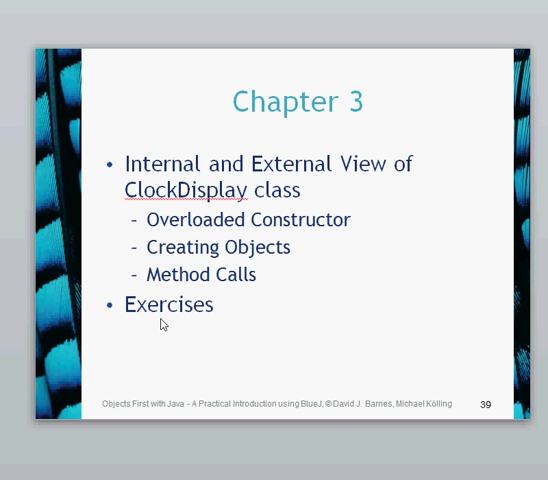 Chapter 3
• Internal and External View of
ClockDisplay class
- Overloaded Constructor
- Creating Objects
- Method Calls
• Exercises
Objects First with Java - A Practical Introduction using BlueJ, © David J. Barnes, Michael Kölling
39